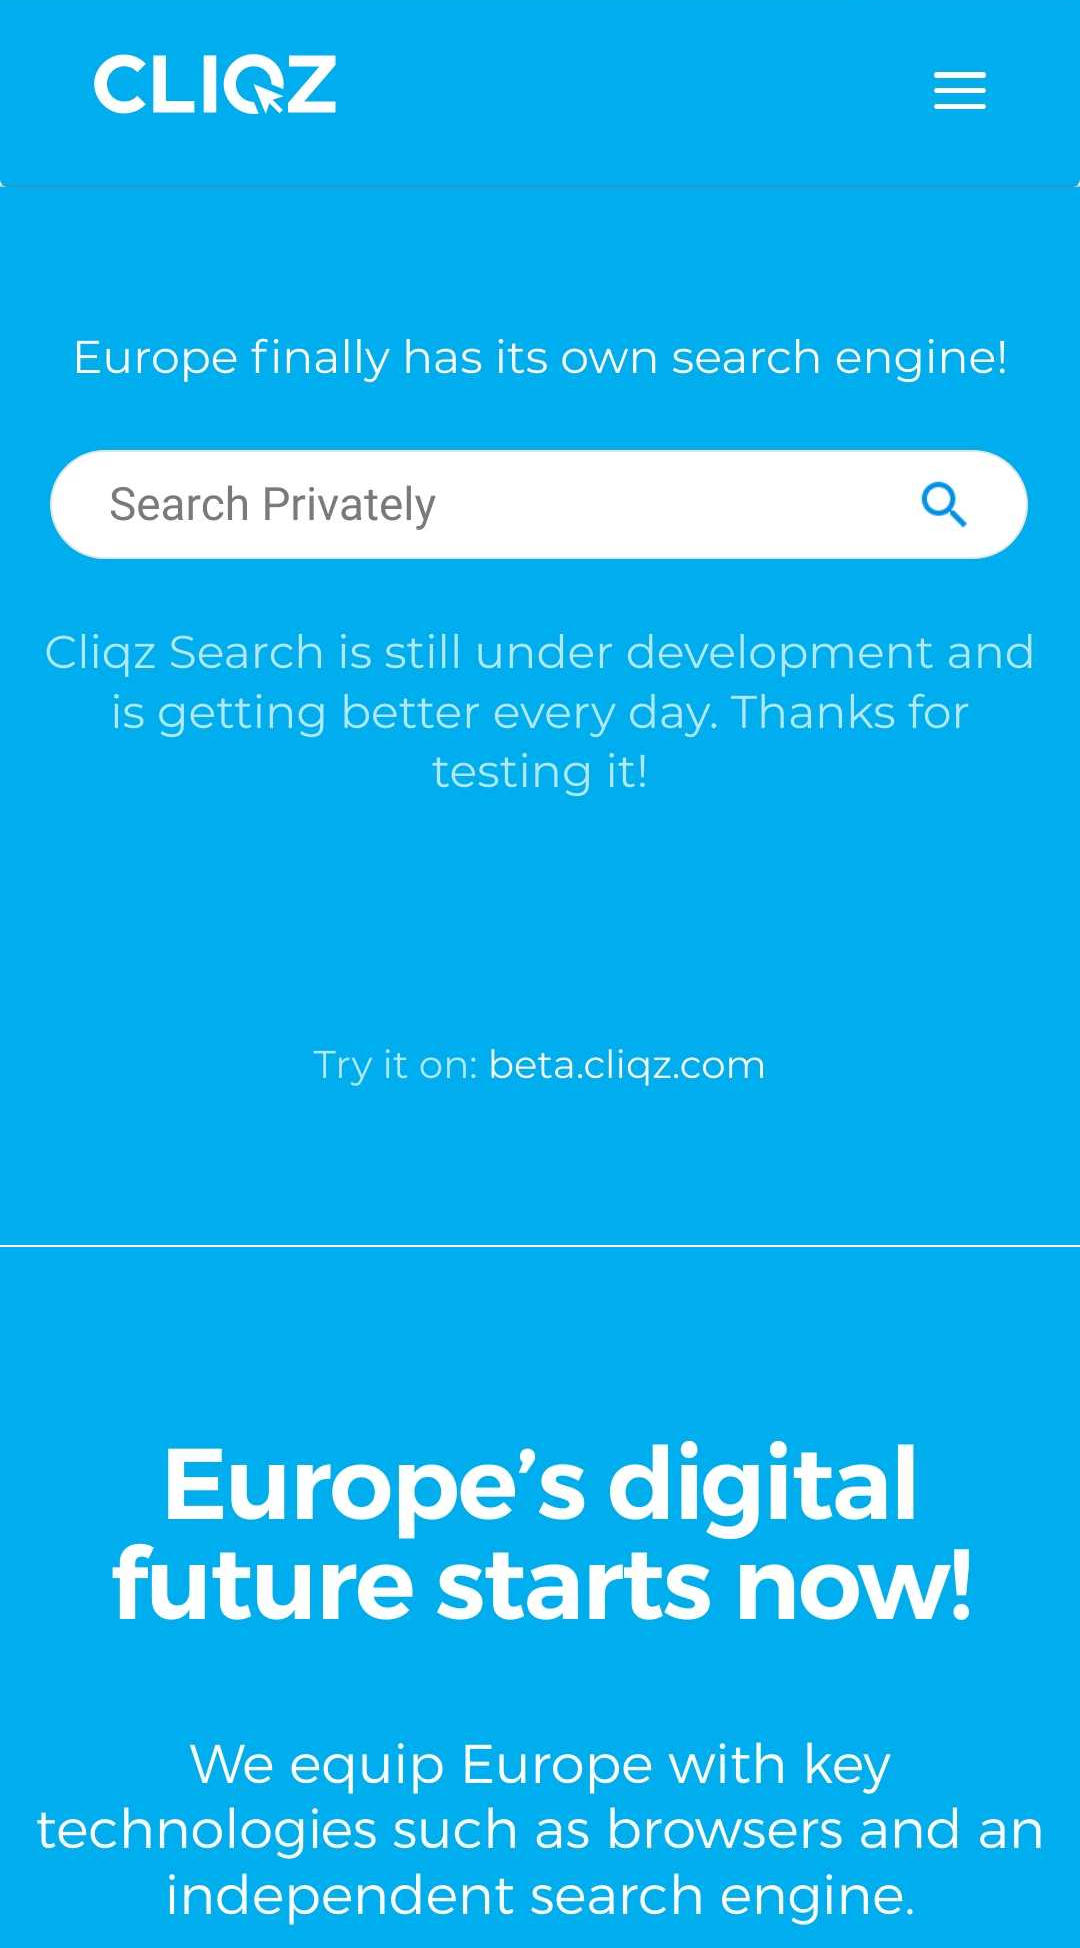 CLIQZ
Europe finally has its own search engine!
Search Privately
Cliqz Search is still under development and
is getting better every day. Thanks for
testing it!
Try it on: beta.cliqz.com
Europe’s digital
future starts now!
We equip Europe with key
technologies such as browsers and an
independent search engine.